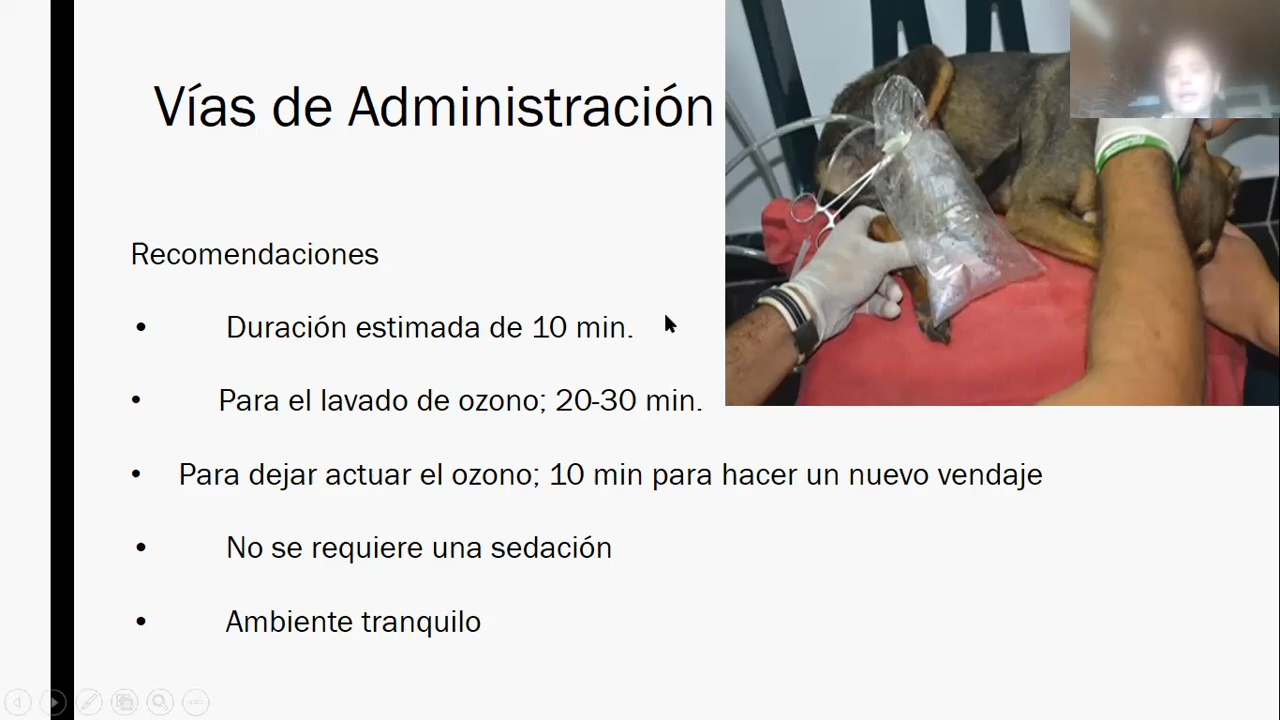 Vías de Administración
Recomendaciones
• Duración estimada de 10 min.
• Para el lavado de ozono; 20-30 min.
• Para dejar actuar el ozono; 10 min para hacer un nuevo vendaje
• No se requiere una sedación
• Ambiente tranquilo